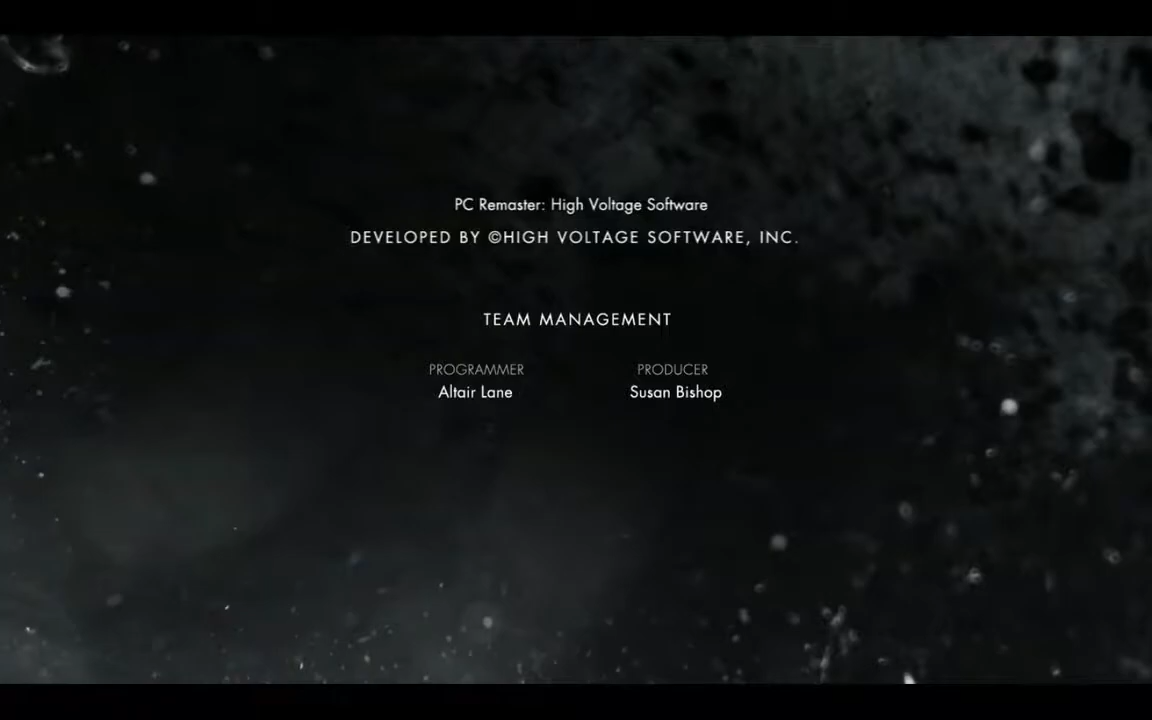 PC Remaster: High Voltage Software
DEVELOPED BY ©HIGH VOLTAGE SOFTWARE, INC.
TEAM MANAGEMENT
PROGRAMMER PRODUCER
Altair Lane Susan Bishop